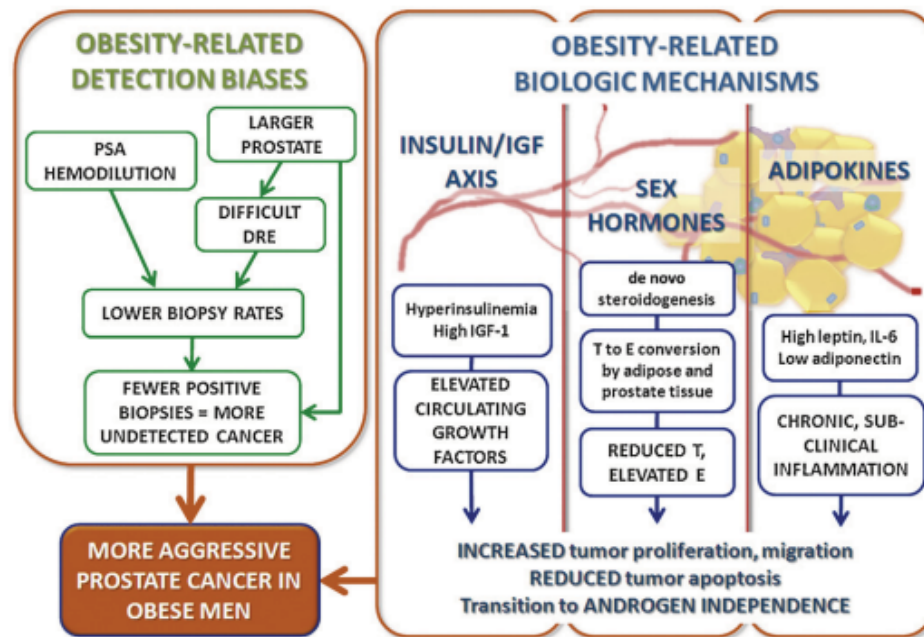 OBESITY-RELATED
DETECTION BIASES
PSA
HEMODILUTION
LARGER
PROSTATE
DIFFICULT
DRE
LOWER BIOPSY RATES
FEWER POSITIVE
BIOPSIES = MORE
UNDETECTED CANCER
MORE AGGRESSIVE
PROSTATE CANCER IN
OBESE MEN
OBESITY-RELATED
BIOLOGIC MECHANISMS
INSULIN/IGF
AXIS
Hyperinsulinemia
High IGF-1
ELEVATED
CIRCULATING
GROWTH
FACTORS
SEX
HORMONES
de novo
steroidogenesis
T to E conversion
by adipose and
prostate tissue
REDUCED T,
ELEVATED E
ADIPOKINES
High leptin, IL-6
Low adiponectin
CHRONIC, SUB-
CLINICAL
INFLAMMATION
INCREASED tumor proliferation, migration
REDUCED tumor apoptosis
Transition to ANDROGEN INDEPENDENCE